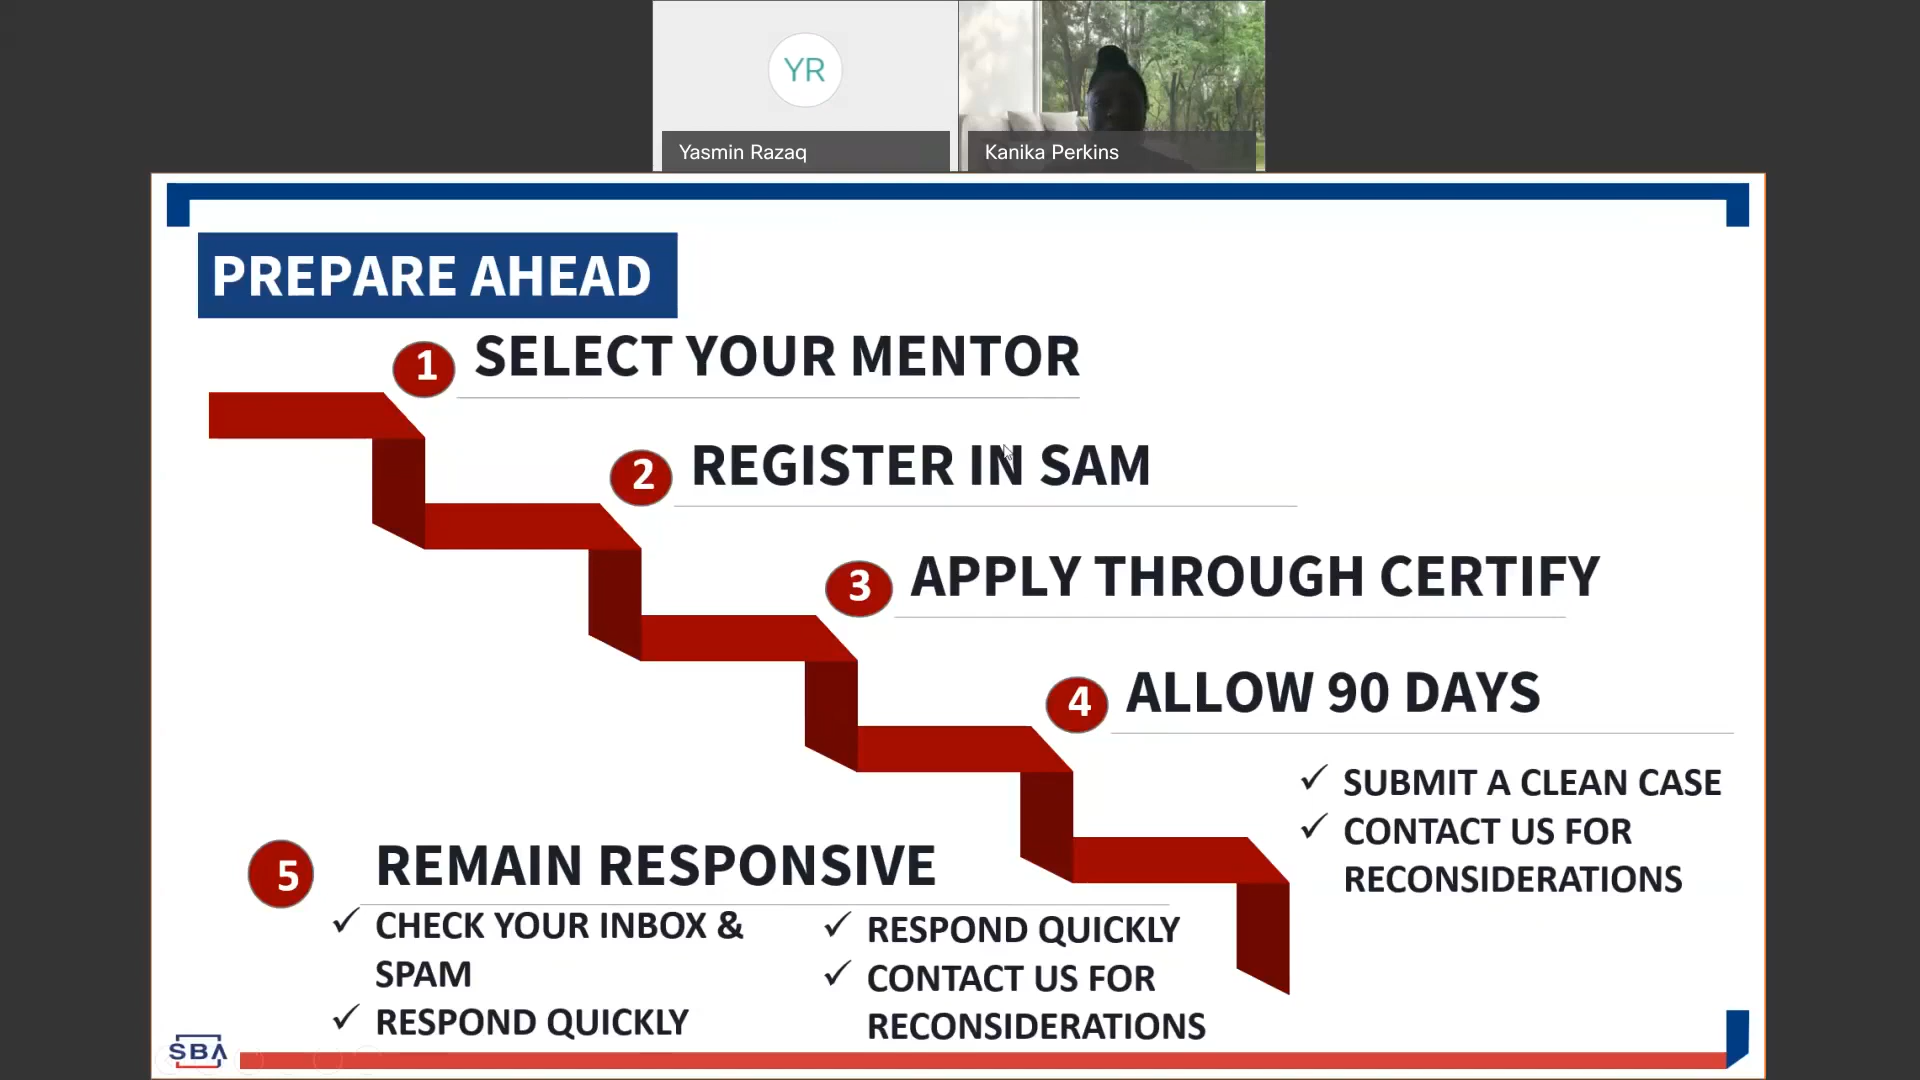 YR
Yasmin Razaq
Kanika Perkins
PREPARE AHEAD
1 SELECT YOUR MENTOR
2 REGISTER IN SAM
3 APPLY THROUGH CERTIFY
4 ALLOW 90 DAYS
✓ SUBMIT A CLEAN CASE
✓ CONTACT US FOR
RECONSIDERATIONS
5 REMAIN RESPONSIVE
✓ CHECK YOUR INBOX &
SPAM
✓ RESPOND QUICKLY
✓ RESPOND QUICKLY
✓ CONTACT US FOR
RECONSIDERATIONS
SBA